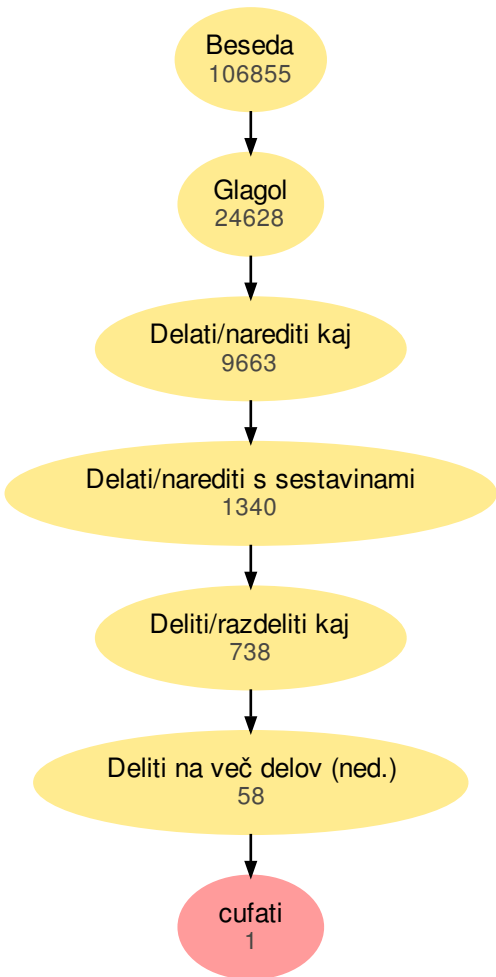 Beseda
106855
Glagol
24628
Delati/narediti kaj
9663
Delati/narediti s sestavinami
1340
Deliti/razdeliti kaj
738
Deliti na več delov (ned.)
58
cufati
1